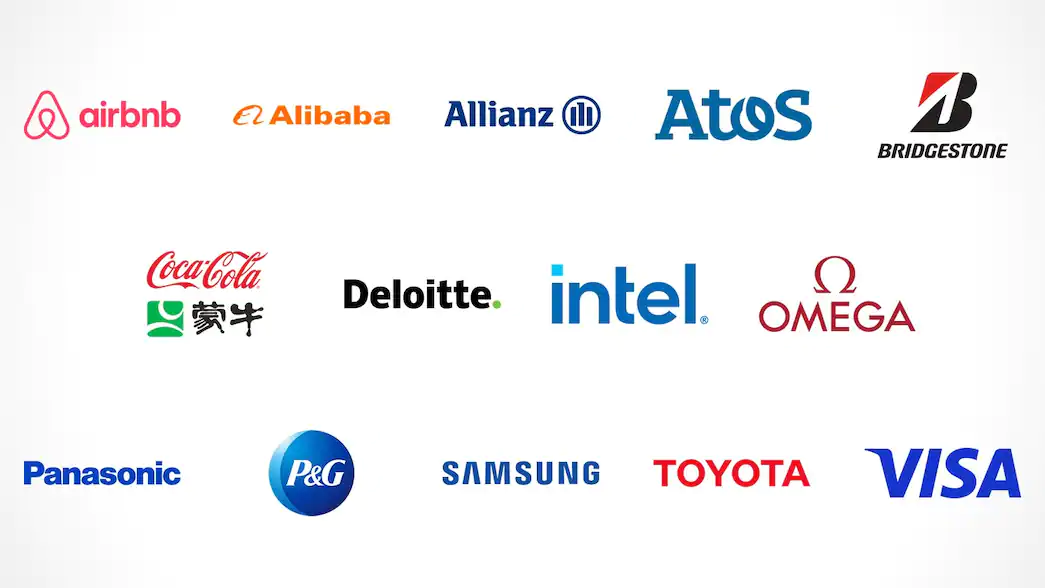 airbnb
Alibaba
Allianz
Atos
B
BRIDGESTONE
Coca-Cola
蒙牛
Deloitte.
intel®
Ω
OMEGA
Panasonic
P&G
SAMSUNG
TOYOTA
VISA